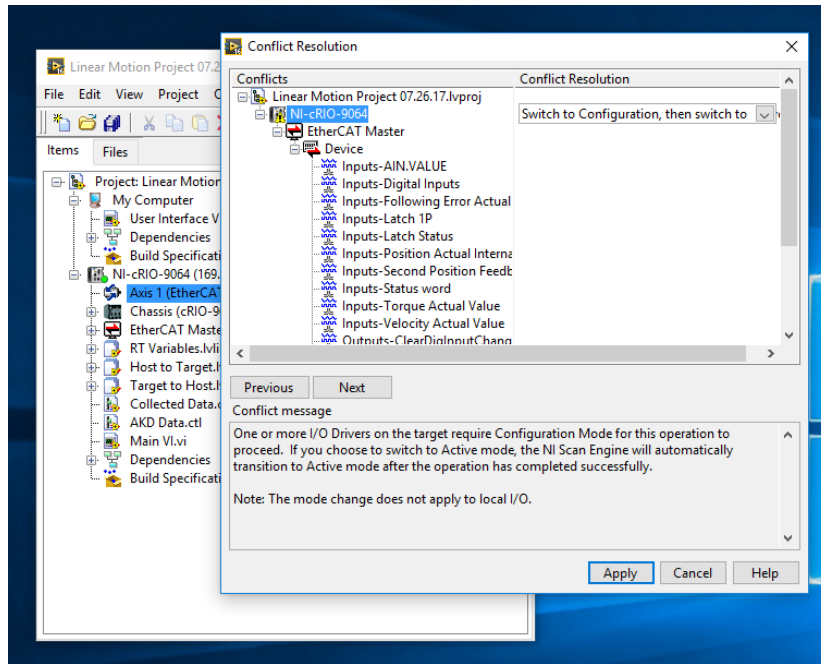 Linear Motion Project 07.2
File Edit View Project
Items Files
Project: Linear Motion
My Computer
User Interface V
Dependencies
Build Specificati
NI-cRIO-9064 (169.
Axis 1 (EtherCAT
Chassis (cRIO-9
EtherCAT Maste
RT Variables.lvli
Host to Target.l
Target to Host.l
Collected Data.c
AKD Data.ctl
Main VI.vi
Dependencies
Build Specificati
Conflict Resolution
Conflicts Conflict Resolution
Linear Motion Project 07.26.17.lvproj
NI-cRIO-9064 Switch to Configuration, then switch to
EtherCAT Master
Device
Inputs-AIN.VALUE
Inputs-Digital Inputs
Inputs-Following Error Actual
Inputs-Latch 1P
Inputs-Latch Status
Inputs-Position Actual Interna
Inputs-Second Position Feedb
Inputs-Status word
Inputs-Torque Actual Value
Inputs-Velocity Actual Value
Outputs-ClearDigInputChang
Previous Next
Conflict message
One or more I/O Drivers on the target require Configuration Mode for this operation to
proceed. If you choose to switch to Active mode, the NI Scan Engine will automatically
transition to Active mode after the operation has completed successfully.
Note: The mode change does not apply to local I/O.
Apply Cancel Help